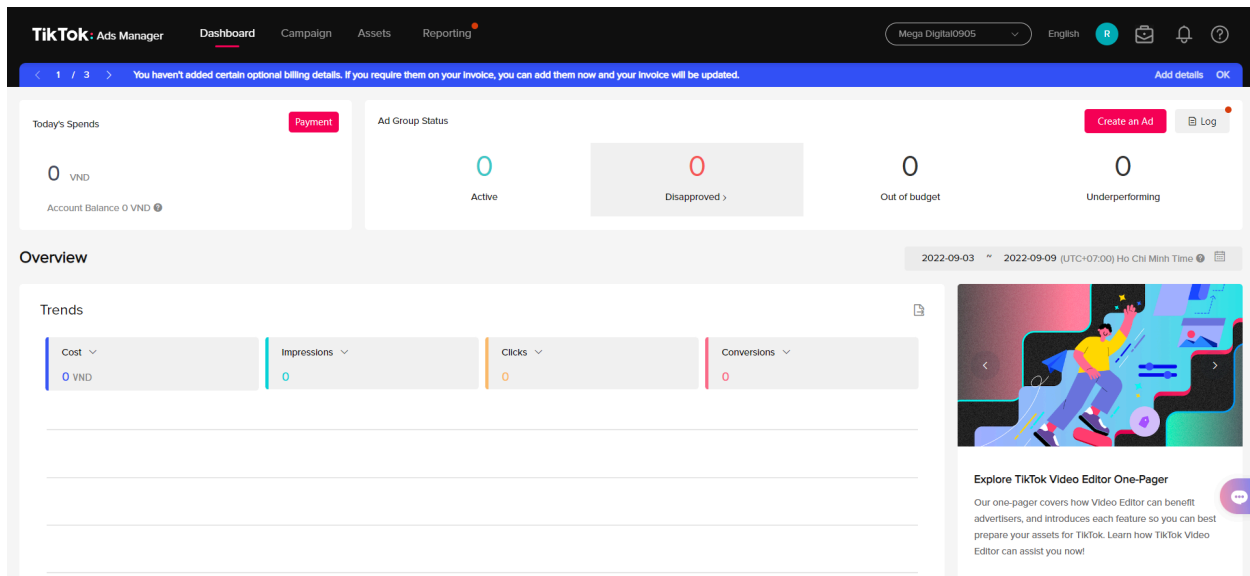 TikTok: Ads Manager Dashboard Campaign Assets Reporting Mega Digital0905 English R
1 / 3 You haven't added certain optional billing details. If you require them on your invoice, you can add them now and your invoice will be updated. Add details OK
Today's Spends Payment
0 VND
Account Balance 0 VND
Ad Group Status Create an Ad Log
0 0 0 0
Active Disapproved Out of budget Underperforming
Overview 2022-09-03 ~ 2022-09-09 (UTC+07:00) Ho Chi Minh Time
Trends
Cost Impressions Clicks Conversions
0 VND 0 0 0
Explore TikTok Video Editor One-Pager
Our one-pager covers how Video Editor can benefit
advertisers, and introduces each feature so you can best
prepare your assets for TikTok. Learn how TikTok Video
Editor can assist you now!